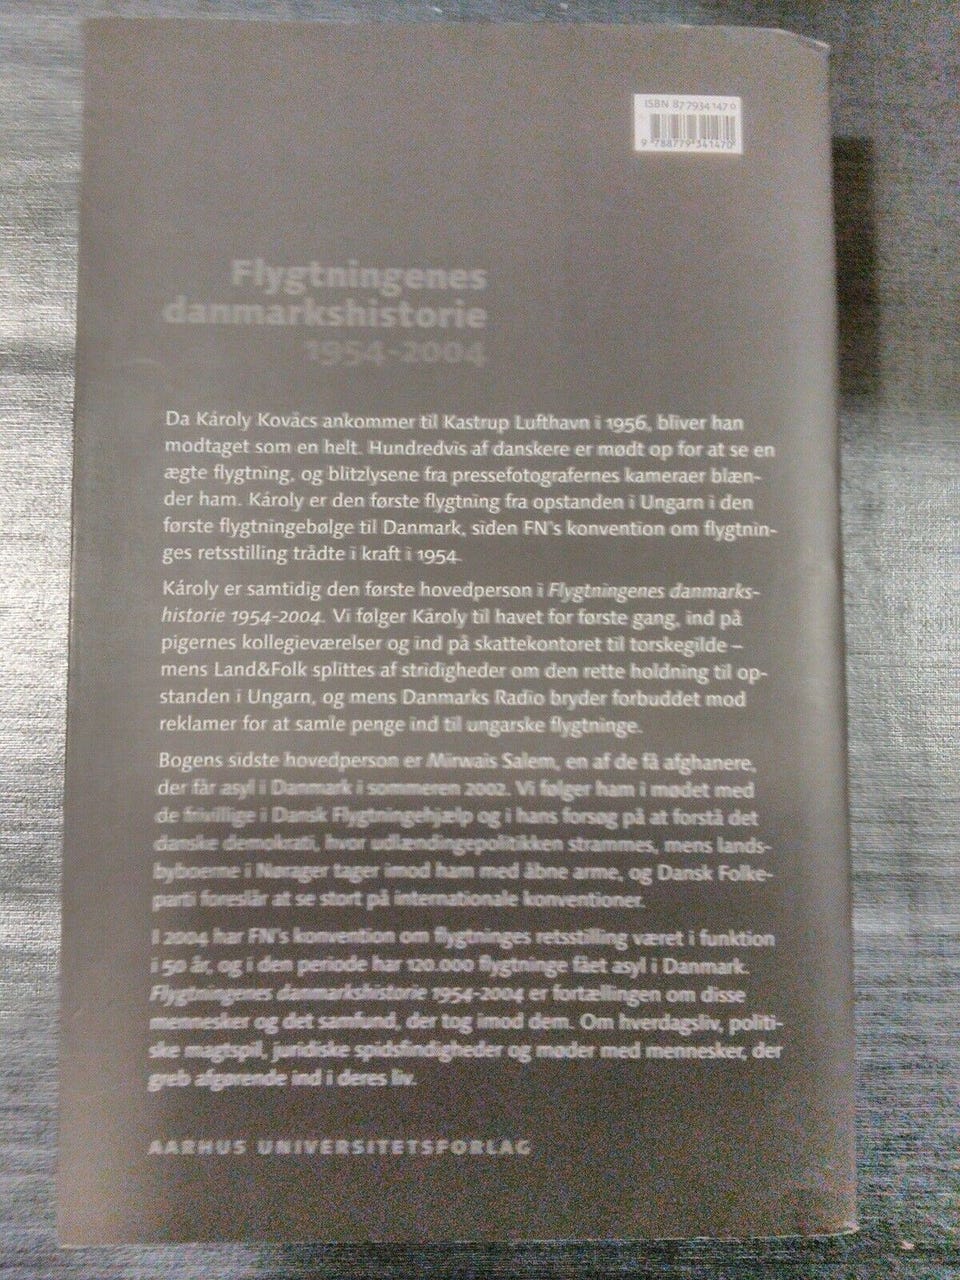 ISBN 87 7934 147 0
9 788779 341470
Flygtningenes
danmarkshistorie
1954-2004
Da Károly Kovács ankommer til Kastrup Lufthavn i 1956, bliver han
modtaget som en helt. Hundredvis af danskere er mødt op for at se en
ægte flygtning, og blitzlysene fra pressefotografernes kameraer blæn-
der ham. Károly er den første flygtning fra opstanden i Ungarn i den
første flygtningebølge til Danmark, siden FN's konvention om flygtnin-
ges retsstilling trådte i kraft i 1954.
Károly er samtidig den første hovedperson i Flygtningenes danmarks-
historie 1954-2004. Vi følger Károly til havet for første gang, ind på
pigernes kollegieværelser og ind på skattekontoret til torskegilde –
mens Land&Folk splittes af stridigheder om den rette holdning til op-
standen i Ungarn, og mens Danmarks Radio bryder forbuddet mod
reklamer for at samle penge ind til ungarske flygtninge.
Bogens sidste hovedperson er Mirwais Salem, en af de få afghanere,
der får asyl i Danmark i sommeren 2002. Vi følger ham i mødet med
de frivillige i Dansk Flygtningehjælp og i hans forsøg på at forstå det
danske demokrati, hvor udlændingepolitikken strammes, mens lands-
byboerne i Nørager tager imod ham med åbne arme, og Dansk Folke-
parti foreslår at se stort på internationale konventioner.
I 2004 har FN's konvention om flygtninges retsstilling været i funktion
i 50 år, og i den periode har 120.000 flygtninge fået asyl i Danmark.
Flygtningenes danmarkshistorie 1954-2004 er fortællingen om disse
mennesker og det samfund, der tog imod dem. Om hverdagsliv, politi-
ske magtspil, juridiske spidsfindigheder og møder med mennesker, der
greb afgørende ind i deres liv.
AARHUS UNIVERSITETSFORLAG